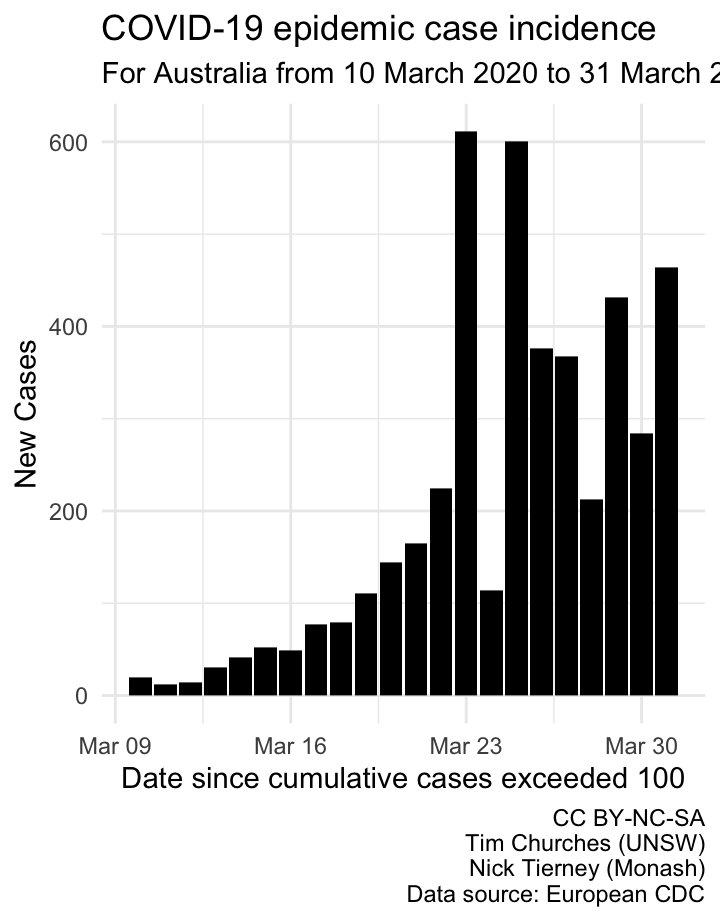 COVID-19 epidemic case incidence
For Australia from 10 March 2020 to 31 March 2
600
400
200
0
New Cases
Mar 09 Mar 16 Mar 23 Mar 30
Date since cumulative cases exceeded 100
CC BY-NC-SA
Tim Churches (UNSW)
Nick Tierney (Monash)
Data source: European CDC